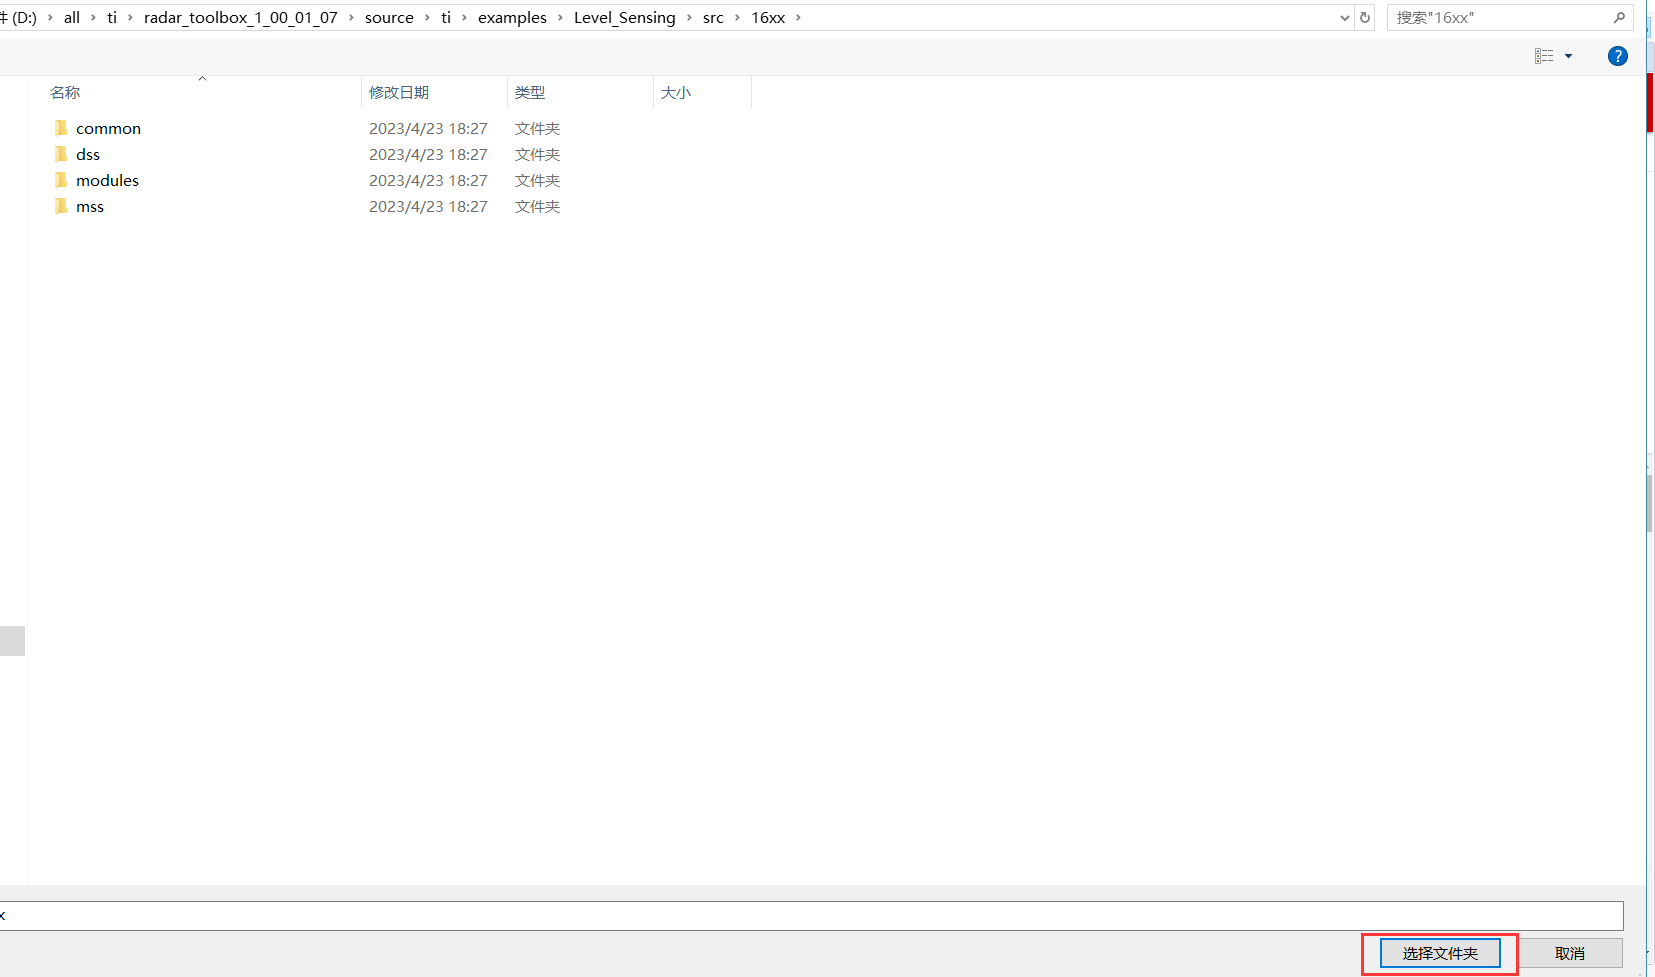 件 (D:) › all › ti › radar_toolbox_1_00_01_07 › source › ti › examples › Level_Sensing › src › 16xx ›
搜索"16xx"
?
名称 修改日期 类型 大小
common 2023/4/23 18:27 文件夹
dss 2023/4/23 18:27 文件夹
modules 2023/4/23 18:27 文件夹
mss 2023/4/23 18:27 文件夹
x
选择文件夹 取消